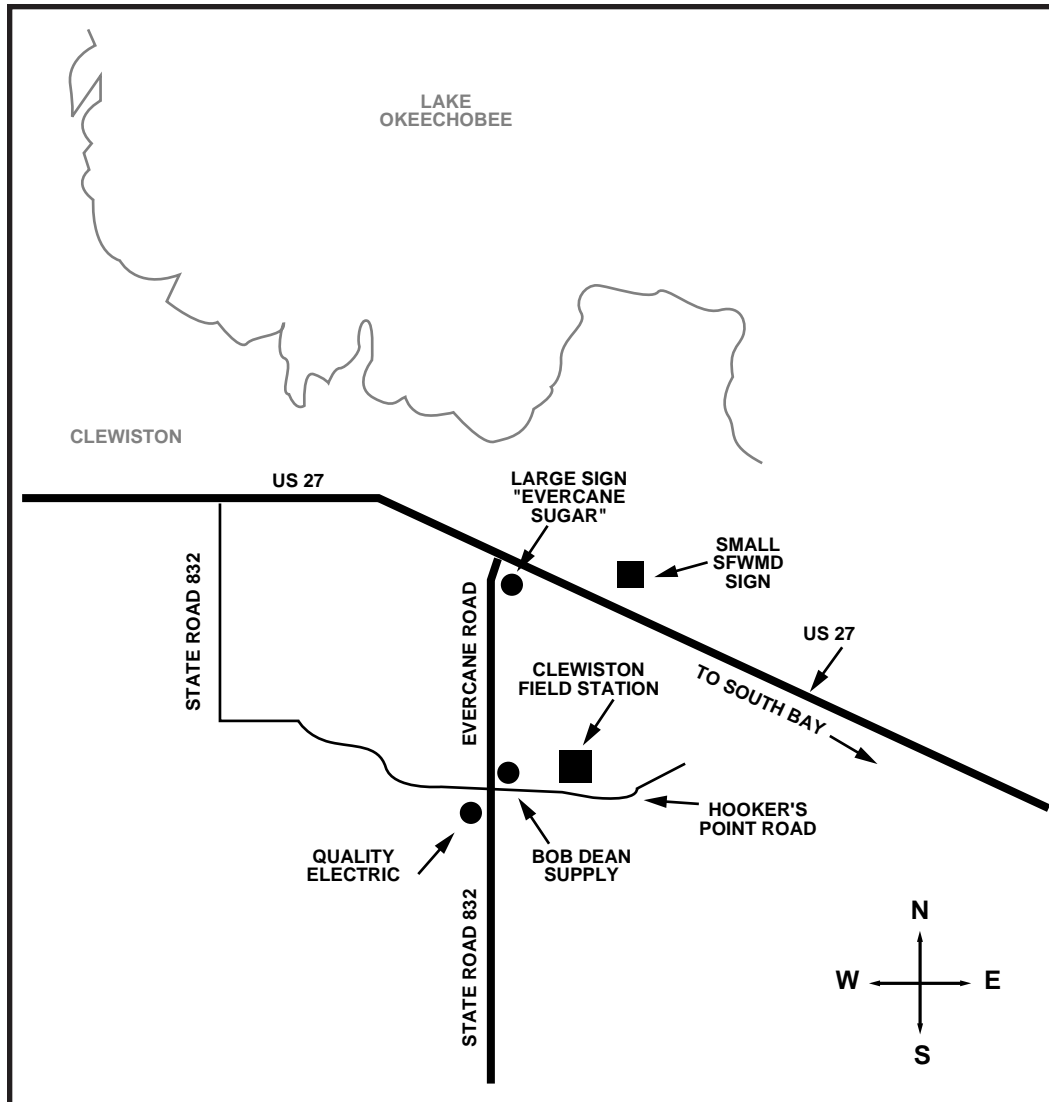 LAKE
OKEECHOBEE
CLEWISTON
US 27
LARGE SIGN
"EVERCANE
SUGAR"
SMALL
SFWMD
SIGN
STATE ROAD 832
EVERCANE ROAD
US 27
CLEWISTON
FIELD STATION
TO SOUTH BAY
HOOKER'S
POINT ROAD
QUALITY
ELECTRIC
BOB DEAN
SUPPLY
STATE ROAD 832
N
W
E
S